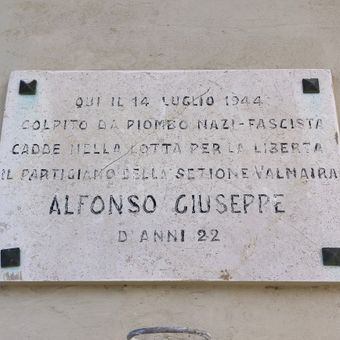 QUI IL 14 LUGLIO 1944
COLPITO DA PIOMBO NAZI-FASCISTA
CADDE NELLA LOTTA PER LA LIBERTA
IL PARTIGIANO DELLA SEZIONE VALMAIRA
ALFONSO GIUSEPPE
D'ANNI 22